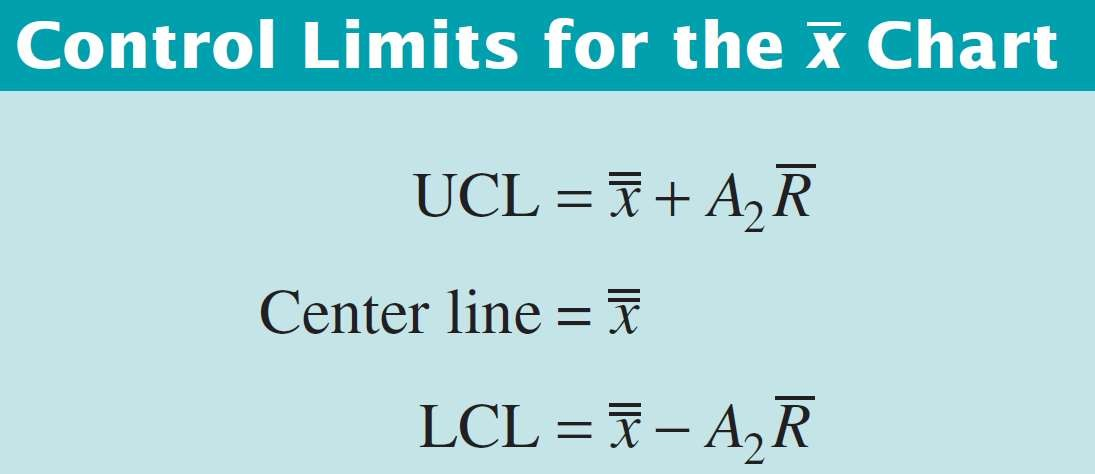 Control Limits for the x̅ Chart
UCL = x̿ + A₂R̅
Center line = x̿
LCL = x̿ − A₂R̅